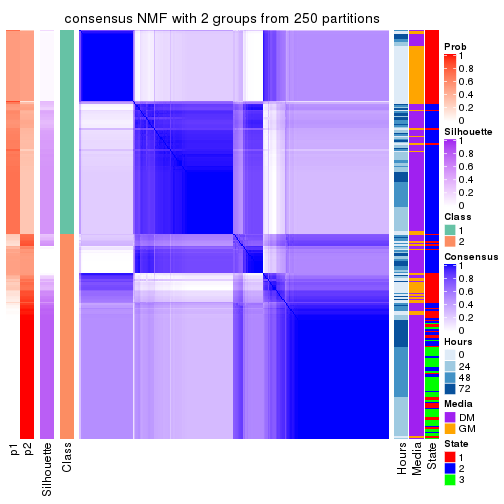 consensus NMF with 2 groups from 250 partitions
Prob
1
0.8
0.6
0.4
0.2
0
Silhouette
1
0.8
0.6
0.4
0.2
0
Class
1
2
Consensus
1
0.8
0.6
0.4
0.2
0
Hours
0
24
48
72
Media
DM
GM
State
1
2
3
p1
p2
Silhouette
Class
Hours
Media
State